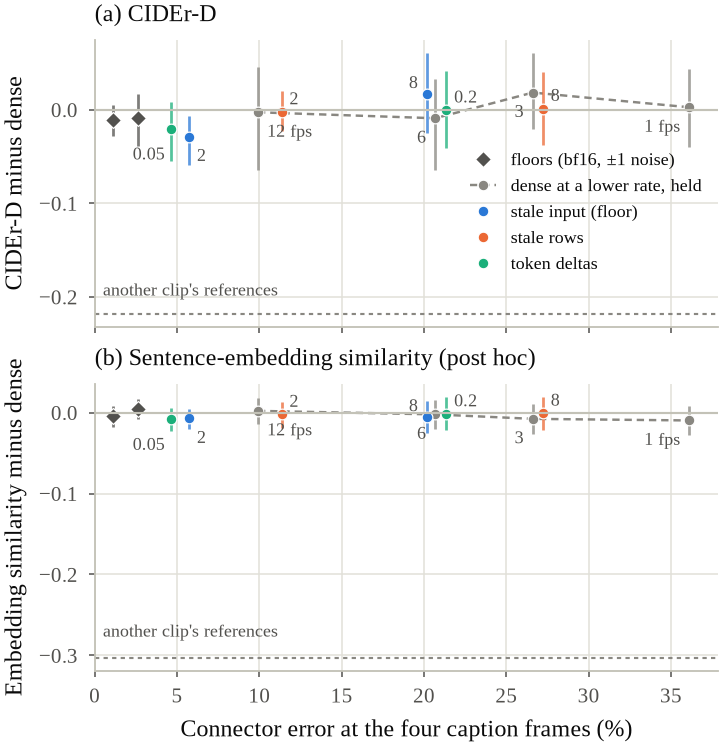 (a) CIDEr-D
CIDEr-D minus dense
0.0
−0.1
−0.2
0.05
2
2
12 fps
8
6
0.2
3
8
1 fps
floors (bf16, ±1 noise)
dense at a lower rate, held
stale input (floor)
stale rows
token deltas
another clip's references
(b) Sentence-embedding similarity (post hoc)
Embedding similarity minus dense
0.0
−0.1
−0.2
−0.3
0.05
2
2
12 fps
8
6
0.2
3
8
1 fps
another clip's references
0 5 10 15 20 25 30 35
Connector error at the four caption frames (%)